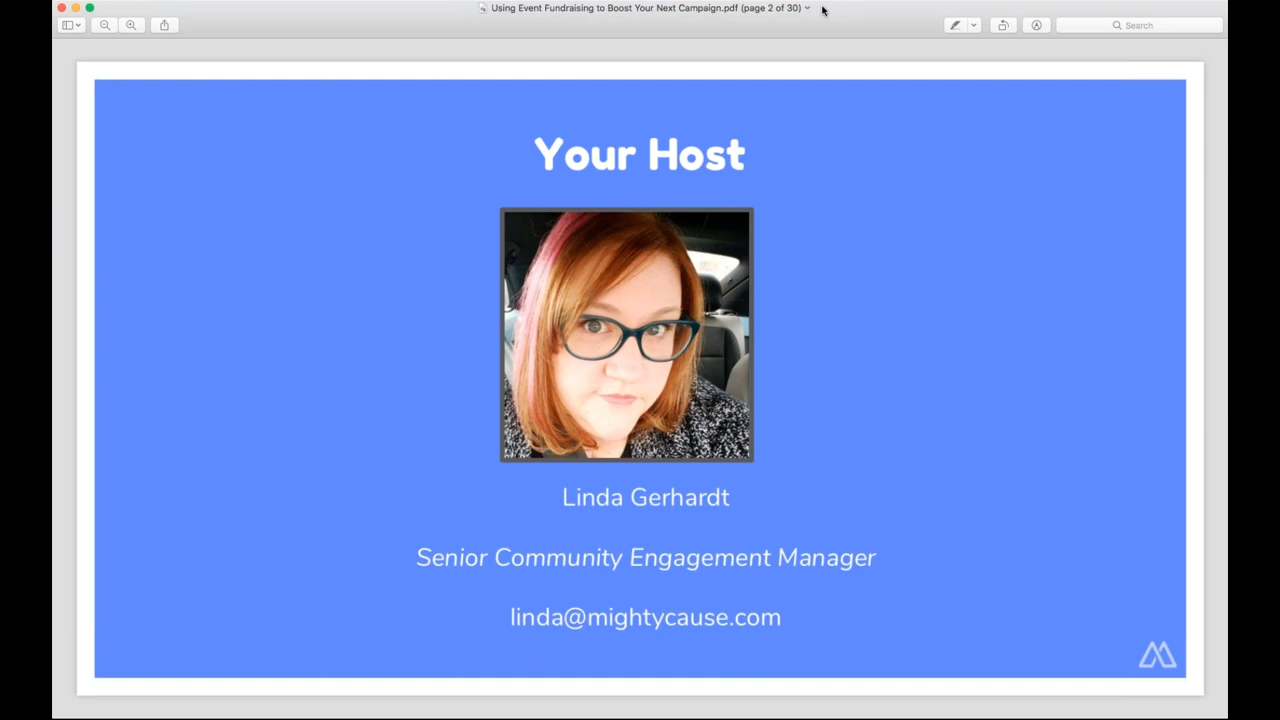 Using Event Fundraising to Boost Your Next Campaign.pdf (page 2 of 30)
Search
Your Host
Linda Gerhardt
Senior Community Engagement Manager
linda@mightycause.com